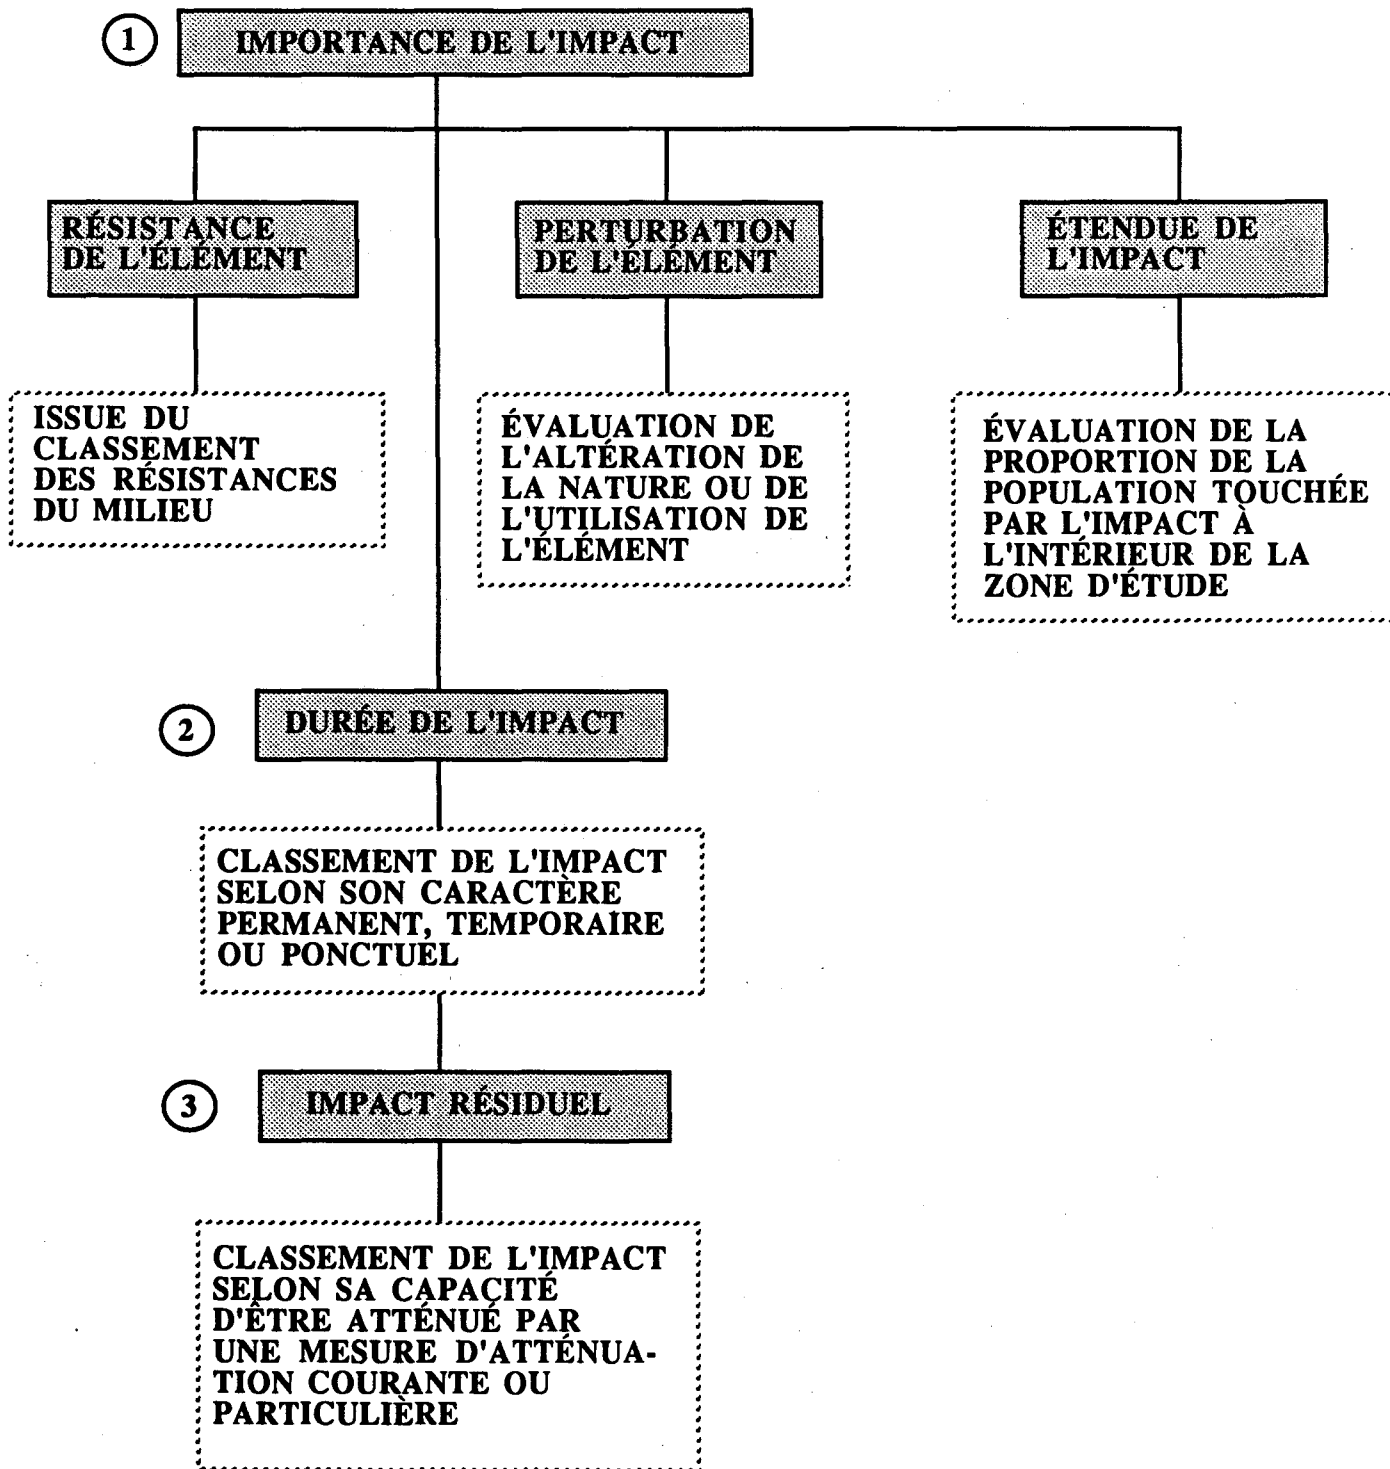 1
IMPORTANCE DE L'IMPACT
RÉSISTANCE
DE L'ÉLÉMENT
PERTURBATION
DE L'ÉLÉMENT
ÉTENDUE DE
L'IMPACT
ISSUE DU
CLASSEMENT
DES RÉSISTANCES
DU MILIEU
ÉVALUATION DE
L'ALTÉRATION DE
LA NATURE OU DE
L'UTILISATION DE
L'ÉLÉMENT
ÉVALUATION DE LA
PROPORTION DE LA
POPULATION TOUCHÉE
PAR L'IMPACT À
L'INTÉRIEUR DE LA
ZONE D'ÉTUDE
2
DURÉE DE L'IMPACT
CLASSEMENT DE L'IMPACT
SELON SON CARACTÈRE
PERMANENT, TEMPORAIRE
OU PONCTUEL
3
IMPACT RÉSIDUEL
CLASSEMENT DE L'IMPACT
SELON SA CAPACITÉ
D'ÊTRE ATTÉNUÉ PAR
UNE MESURE D'ATTÉNUA-
TION COURANTE OU
PARTICULIÈRE